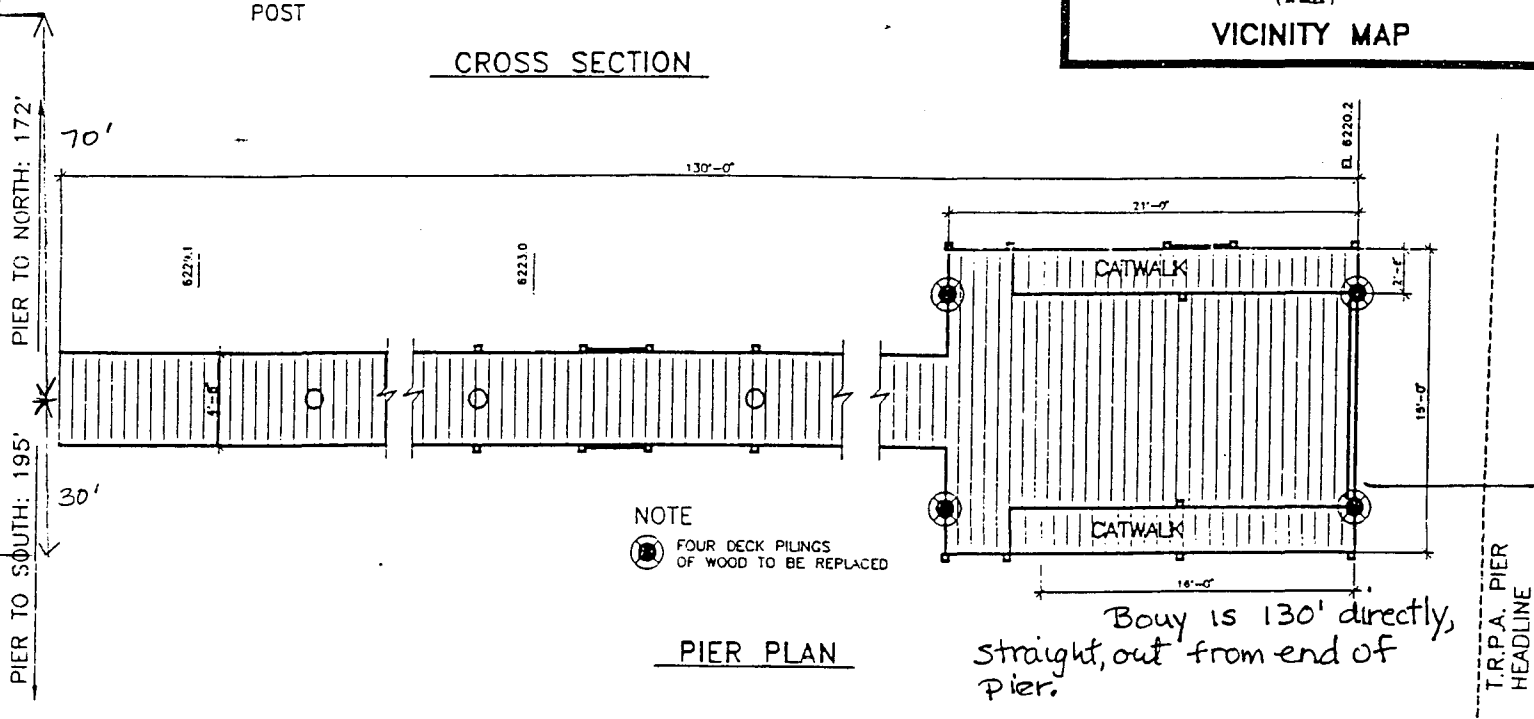 POST
CROSS SECTION
VICINITY MAP
PIER TO NORTH: 172'
70'
130'-0"
EL 6220.2
21'-0"
6223.0
CATWALK
15'-0"
PIER TO SOUTH: 195'
30'
NOTE
FOUR DECK PILINGS
OF WOOD TO BE REPLACED
CATWALK
16'-0"
Bouy is 130' directly,
straight, out from end of
Pier.
PIER PLAN
T.R.P.A. PIER
HEADLINE